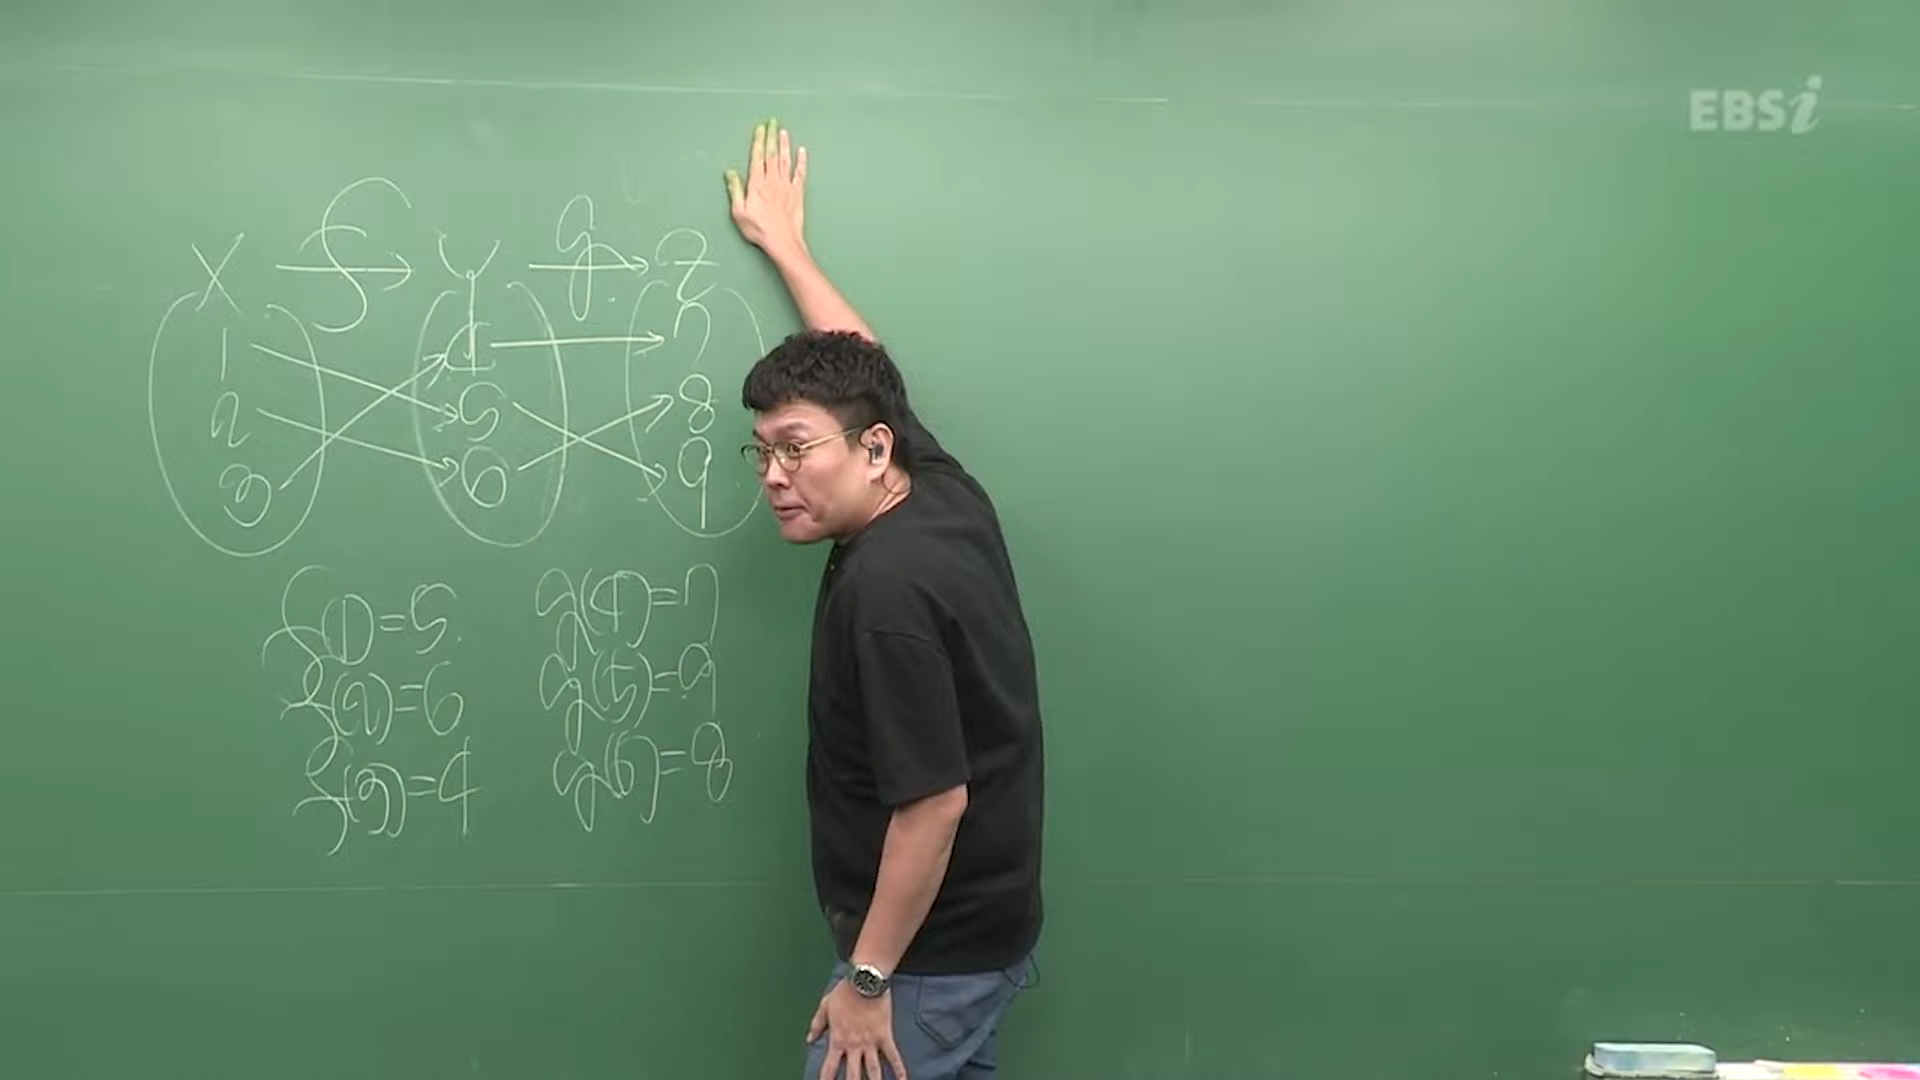 EBSi
X f Y g Z
1 4 7
2 5 8
3 6 9
f(1)=5 g(4)=7
f(2)=6 g(5)=9
f(3)=4 g(6)=8